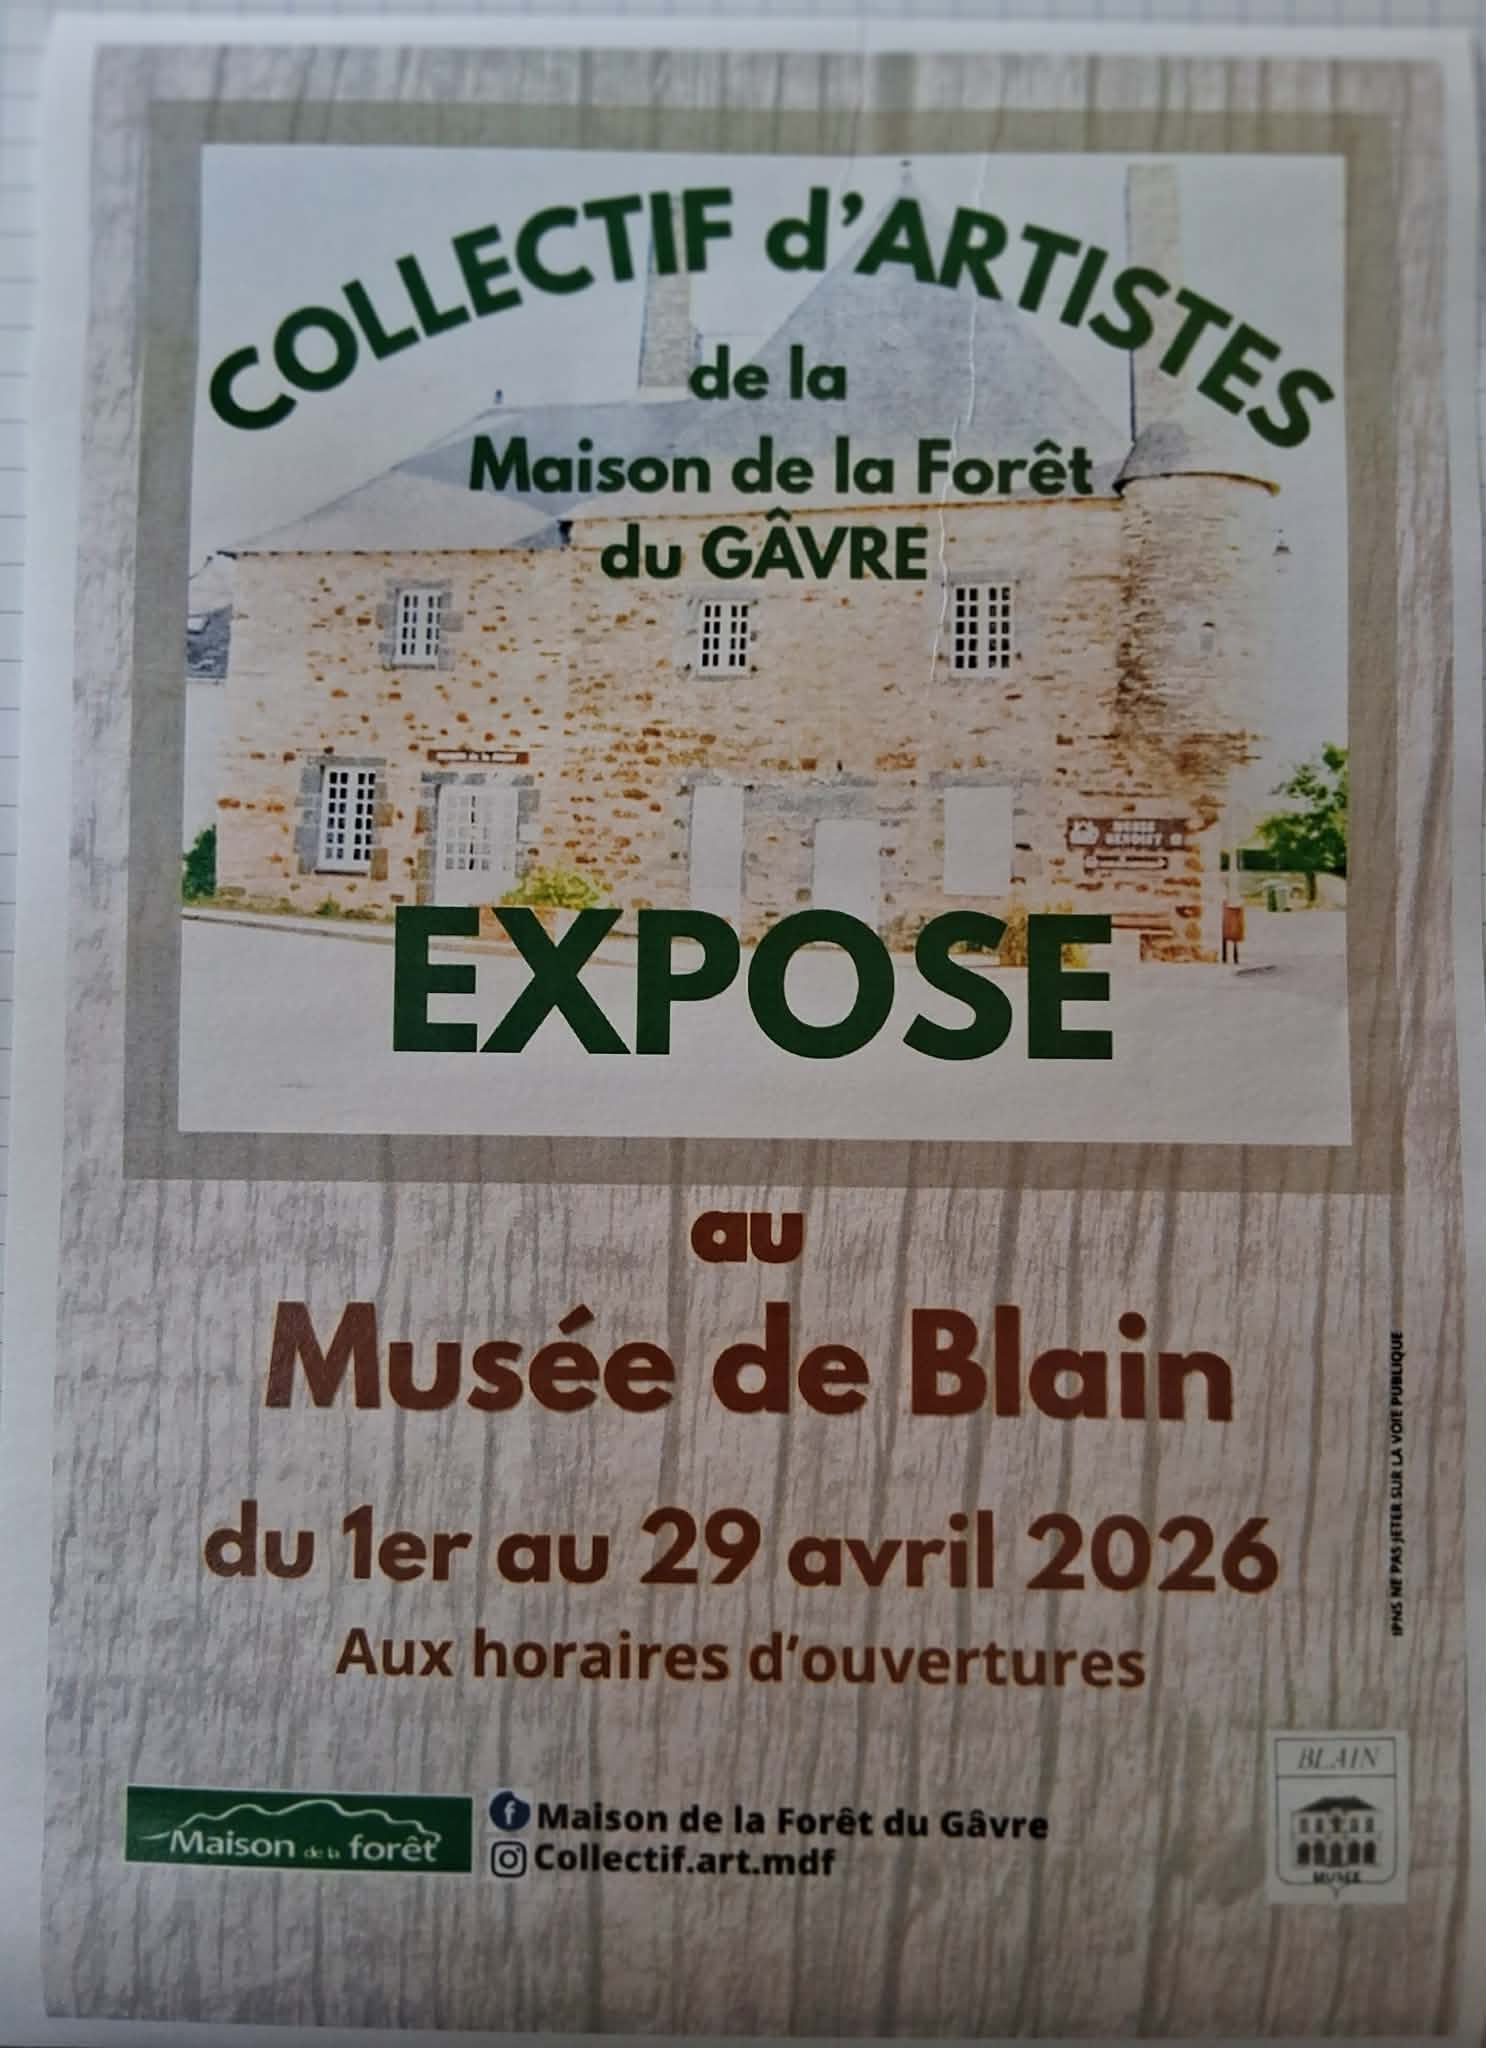 COLLECTIF d'ARTISTES
de la
Maison de la Forêt
du GÂVRE
EXPOSE
au
Musée de Blain
du 1er au 29 avril 2026
Aux horaires d'ouvertures
IPNS NE PAS JETER SUR LA VOIE PUBLIQUE
Maison de la forêt
Maison de la Forêt du Gâvre
Collectif.art.mdf
BLAIN
MUSÉE